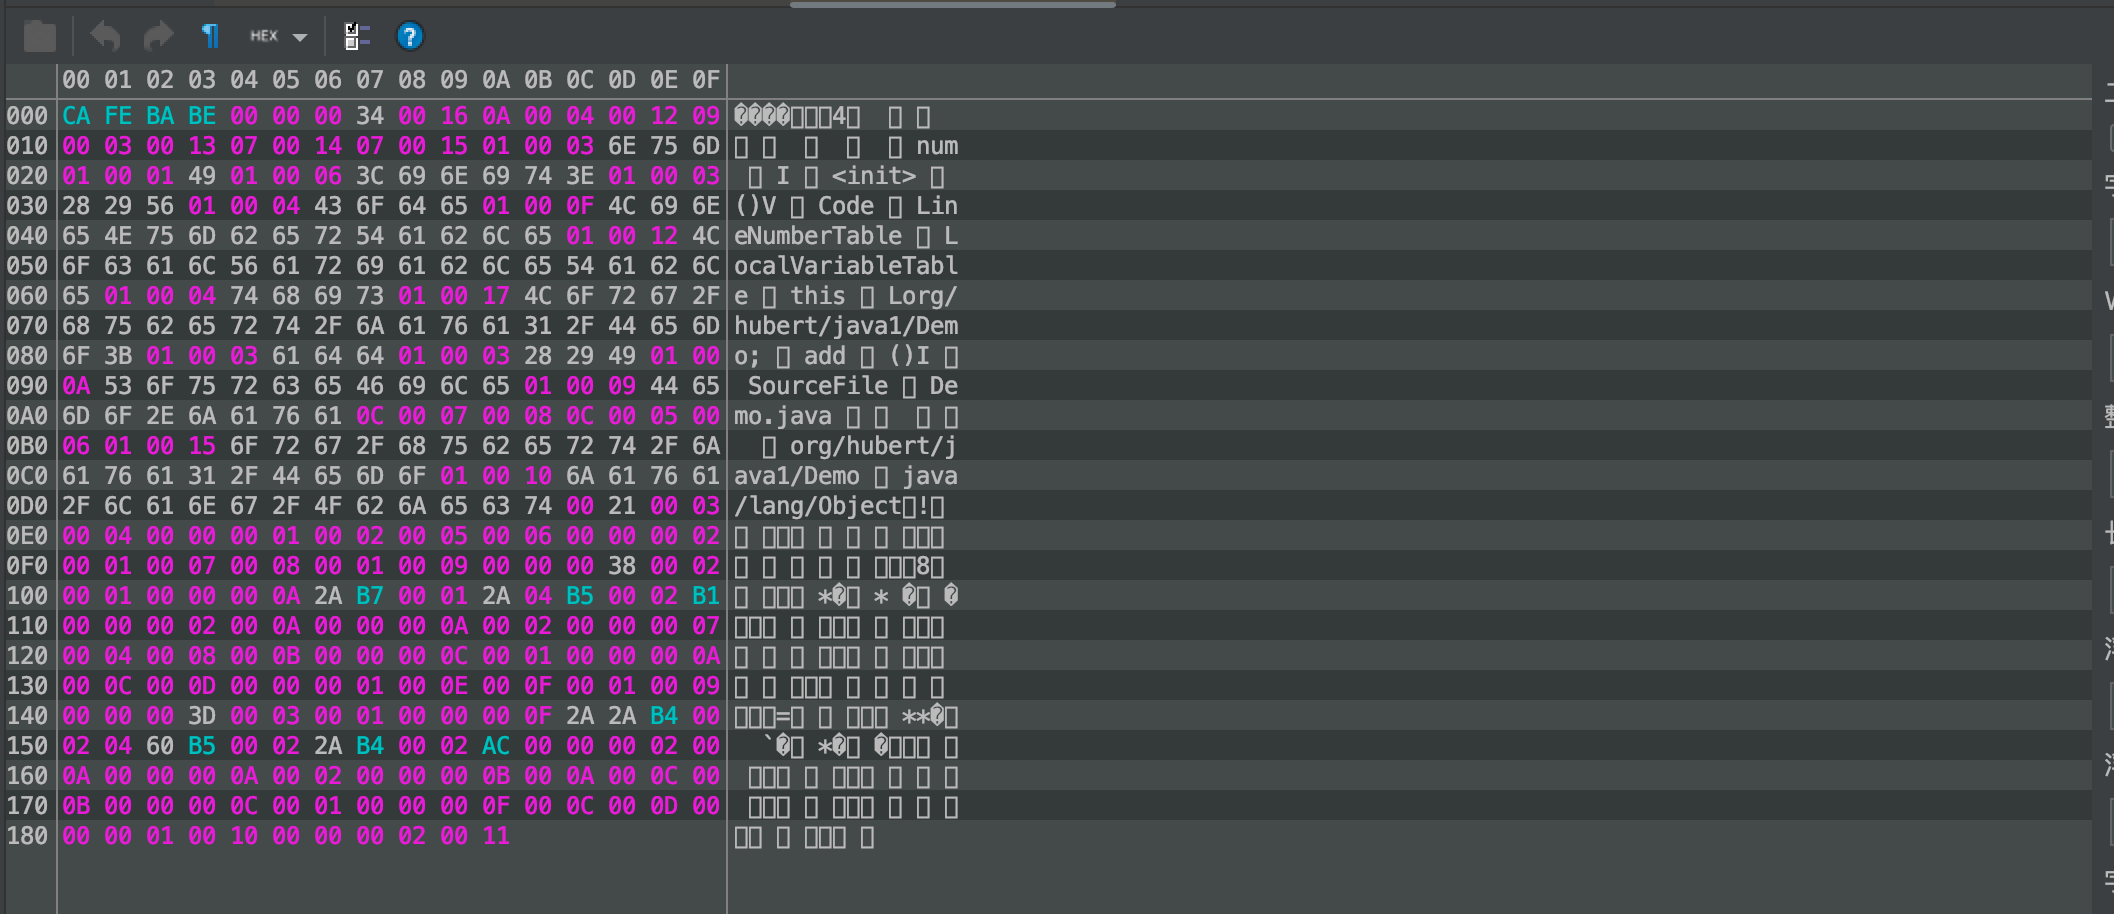 HEX
?
00 01 02 03 04 05 06 07 08 09 0A 0B 0C 0D 0E 0F
000 CA FE BA BE 00 00 00 34 00 16 0A 00 04 00 12 09 4
010 00 03 00 13 07 00 14 07 00 15 01 00 03 6E 75 6D num
020 01 00 01 49 01 00 06 3C 69 6E 69 74 3E 01 00 03 I <init>
030 28 29 56 01 00 04 43 6F 64 65 01 00 0F 4C 69 6E ()V Code Lin
040 65 4E 75 6D 62 65 72 54 61 62 6C 65 01 00 12 4C eNumberTable L
050 6F 63 61 6C 56 61 72 69 61 62 6C 65 54 61 62 6C ocalVariableTabl
060 65 01 00 04 74 68 69 73 01 00 17 4C 6F 72 67 2F e this Lorg/
070 68 75 62 65 72 74 2F 6A 61 76 61 31 2F 44 65 6D hubert/java1/Dem
080 6F 3B 01 00 03 61 64 64 01 00 03 28 29 49 01 00 o; add ()I
090 0A 53 6F 75 72 63 65 46 69 6C 65 01 00 09 44 65 SourceFile De
0A0 6D 6F 2E 6A 61 76 61 0C 00 07 00 08 0C 00 05 00 mo.java
0B0 06 01 00 15 6F 72 67 2F 68 75 62 65 72 74 2F 6A org/hubert/j
0C0 61 76 61 31 2F 44 65 6D 6F 01 00 10 6A 61 76 61 ava1/Demo java
0D0 2F 6C 61 6E 67 2F 4F 62 6A 65 63 74 00 21 00 03 /lang/Object!
0E0 00 04 00 00 00 01 00 02 00 05 00 06 00 00 00 02
0F0 00 01 00 07 00 08 00 01 00 09 00 00 00 38 00 02 8
100 00 01 00 00 00 0A 2A B7 00 01 2A 04 B5 00 02 B1 * *
110 00 00 00 02 00 0A 00 00 00 0A 00 02 00 00 00 07
120 00 04 00 08 00 0B 00 00 00 0C 00 01 00 00 00 0A
130 00 0C 00 0D 00 00 00 01 00 0E 00 0F 00 01 00 09
140 00 00 00 3D 00 03 00 01 00 00 00 0F 2A 2A B4 00 = **
150 02 04 60 B5 00 02 2A B4 00 02 AC 00 00 00 02 00 ` *
160 0A 00 00 00 0A 00 02 00 00 00 0B 00 0A 00 0C 00
170 0B 00 00 00 0C 00 01 00 00 00 0F 00 0C 00 0D 00
180 00 00 01 00 10 00 00 00 02 00 11